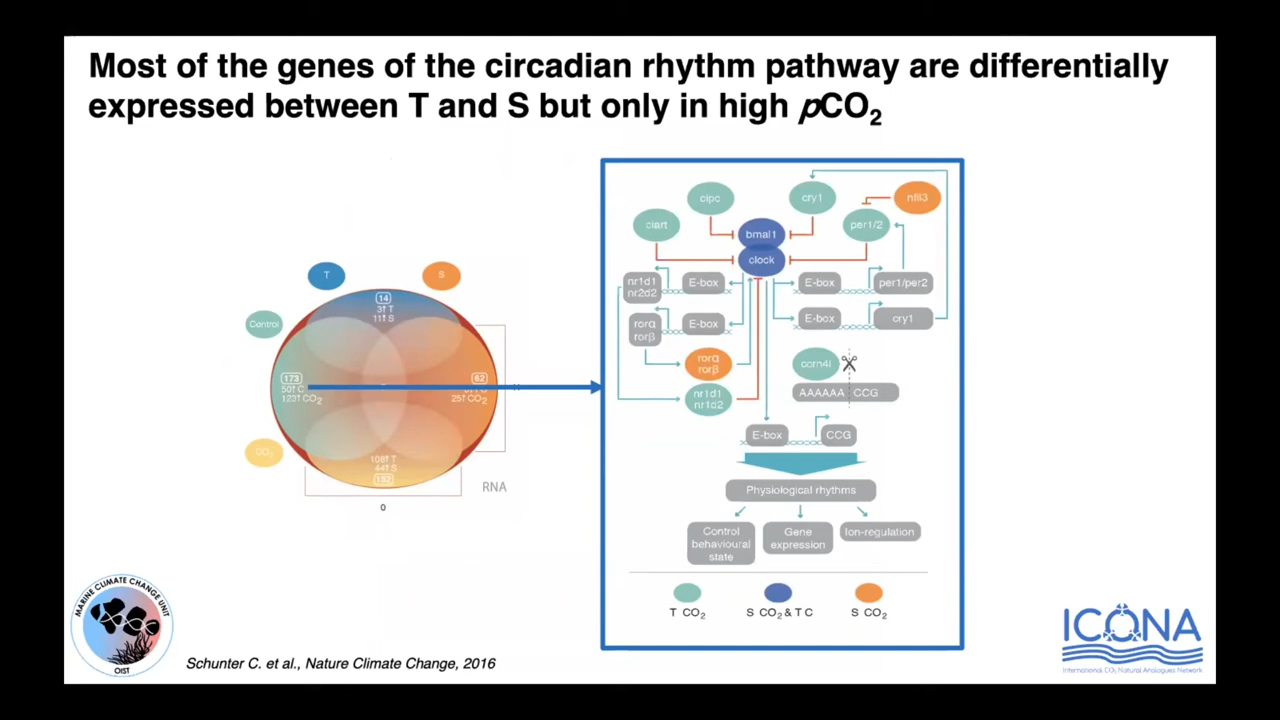 Most of the genes of the circadian rhythm pathway are differentially
expressed between T and S but only in high pCO₂
T
S
Control
CO₂
14
3↑ T
11↑ S
173
50↑ C
123↑ CO₂
62
25↑ CO₂
108↑ T
44↑ S
152
RNA
0
cipc
cry1
nfil3
ciart
bmal1
per1/2
clock
nr1d1
nr2d2
E-box
E-box
per1/per2
rorα
rorβ
E-box
E-box
cry1
rorα
rorβ
nr1d1
nr1d2
ccrn4l
AAAAAA
CCG
E-box
CCG
Physiological rhythms
Control
behavioural
state
Gene
expression
Ion-regulation
T CO₂
S CO₂ & T C
S CO₂
MARINE CLIMATE CHANGE UNIT
OIST
Schunter C. et al., Nature Climate Change, 2016
ICONA
International CO₂ Natural Analogues Network